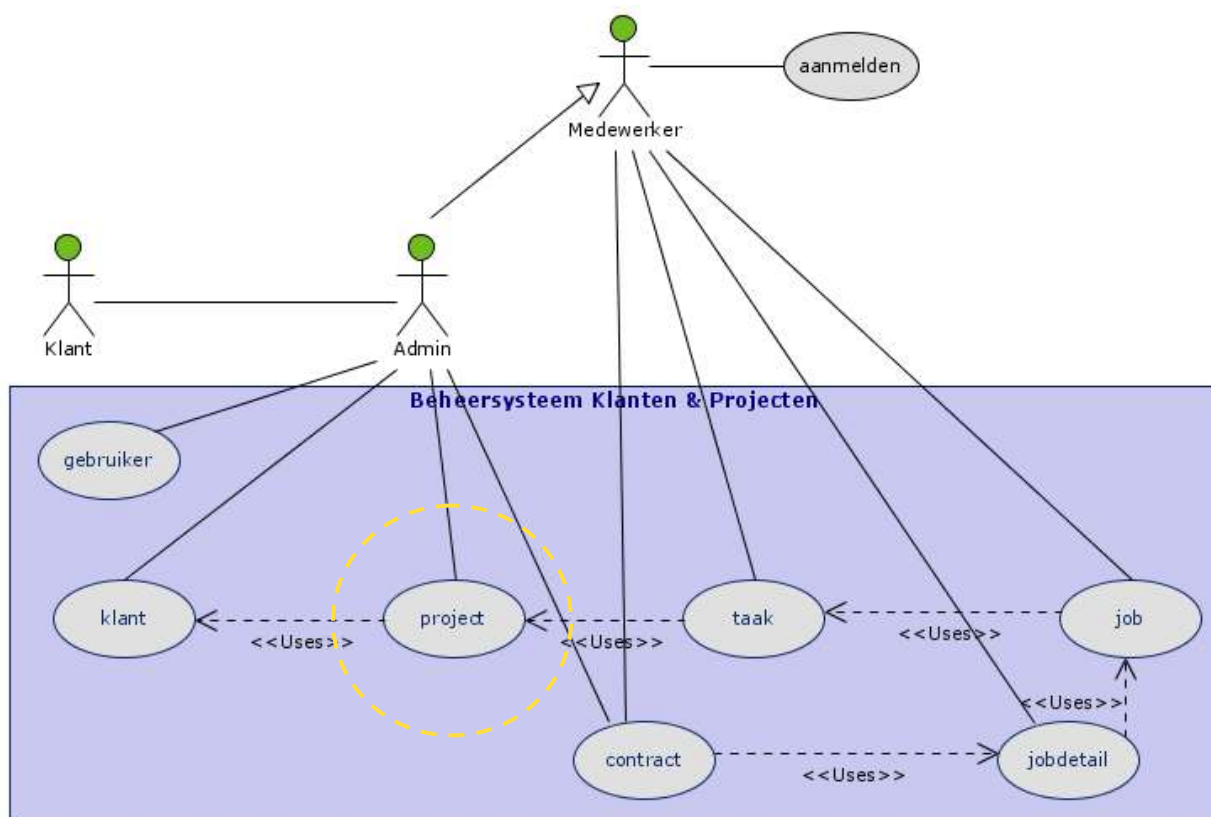 aanmelden
Medewerker
Klant
Admin
Beheersysteem Klanten & Projecten
gebruiker
klant
<<Uses>>
project
<<Uses>>
taak
<<Uses>>
job
<<Uses>>
contract
<<Uses>>
jobdetail